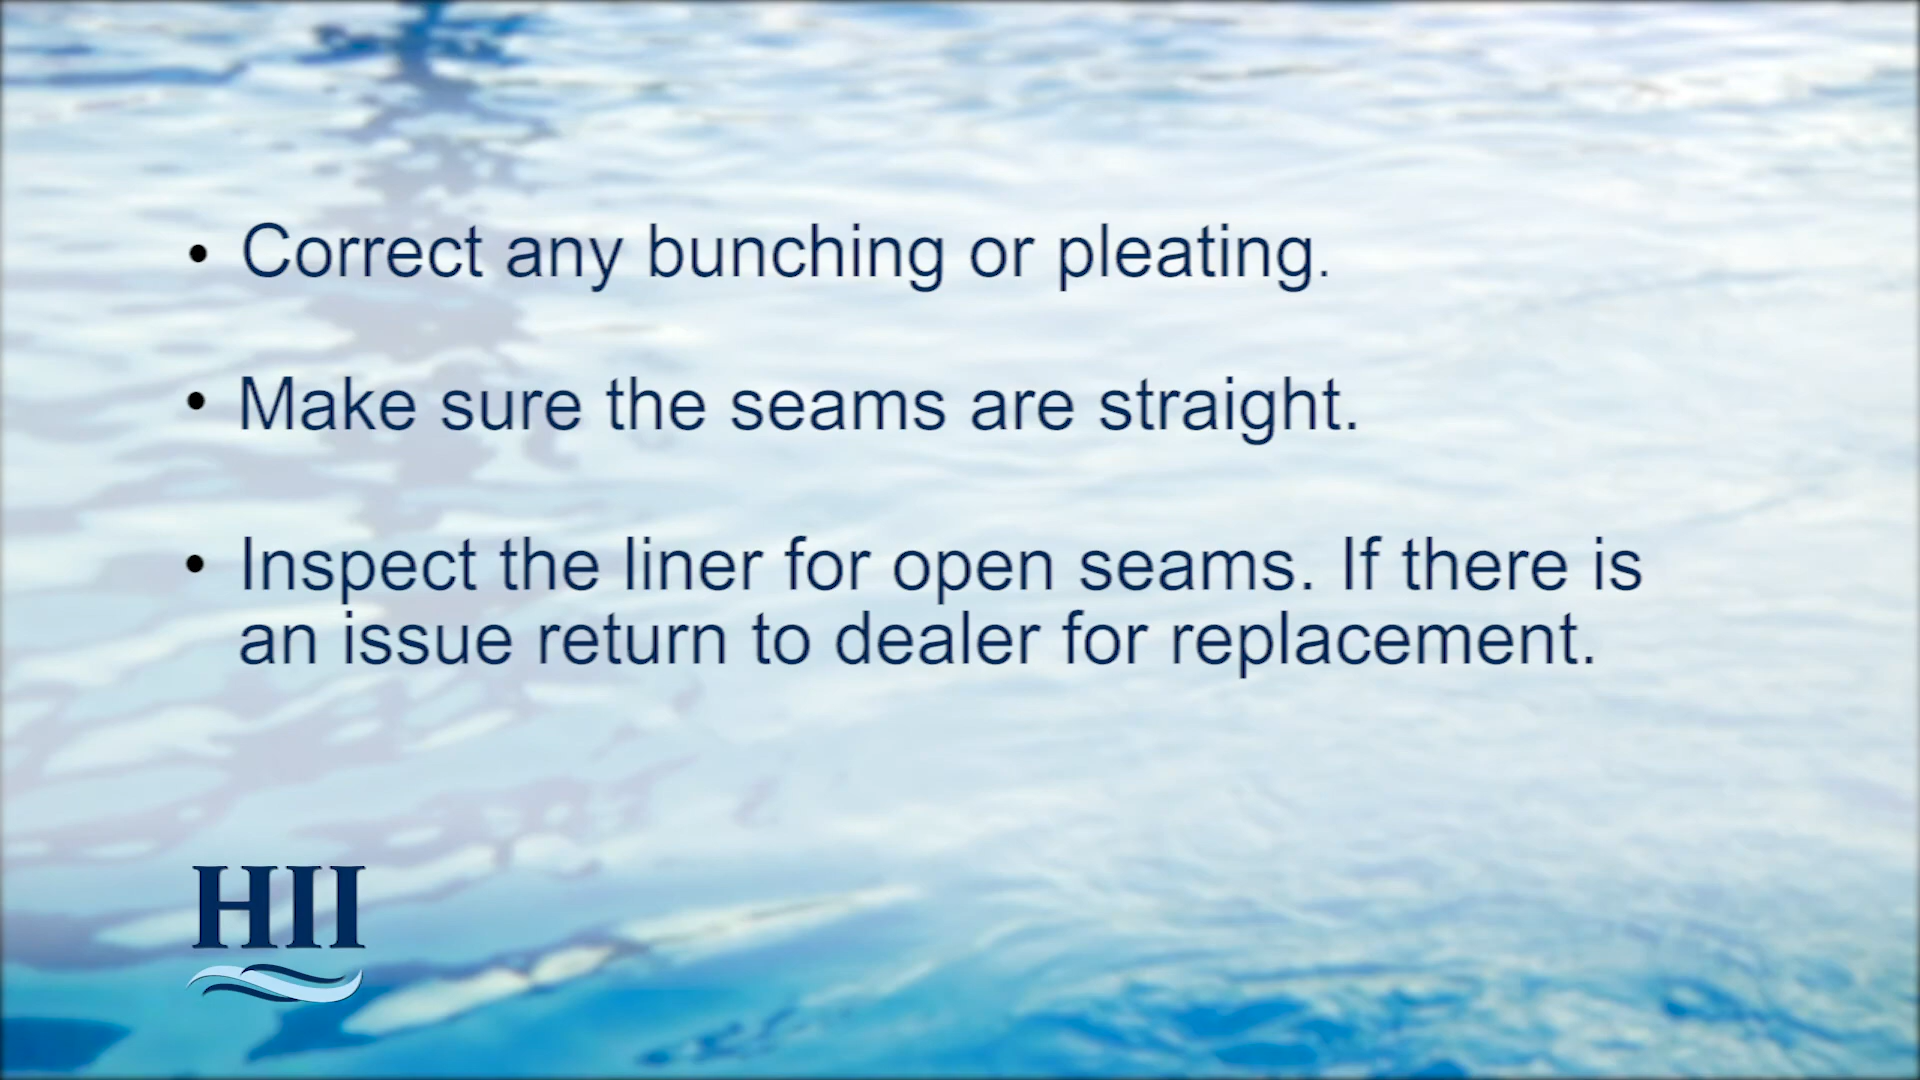 • Correct any bunching or pleating.
• Make sure the seams are straight.
• Inspect the liner for open seams. If there is
an issue return to dealer for replacement.
HII